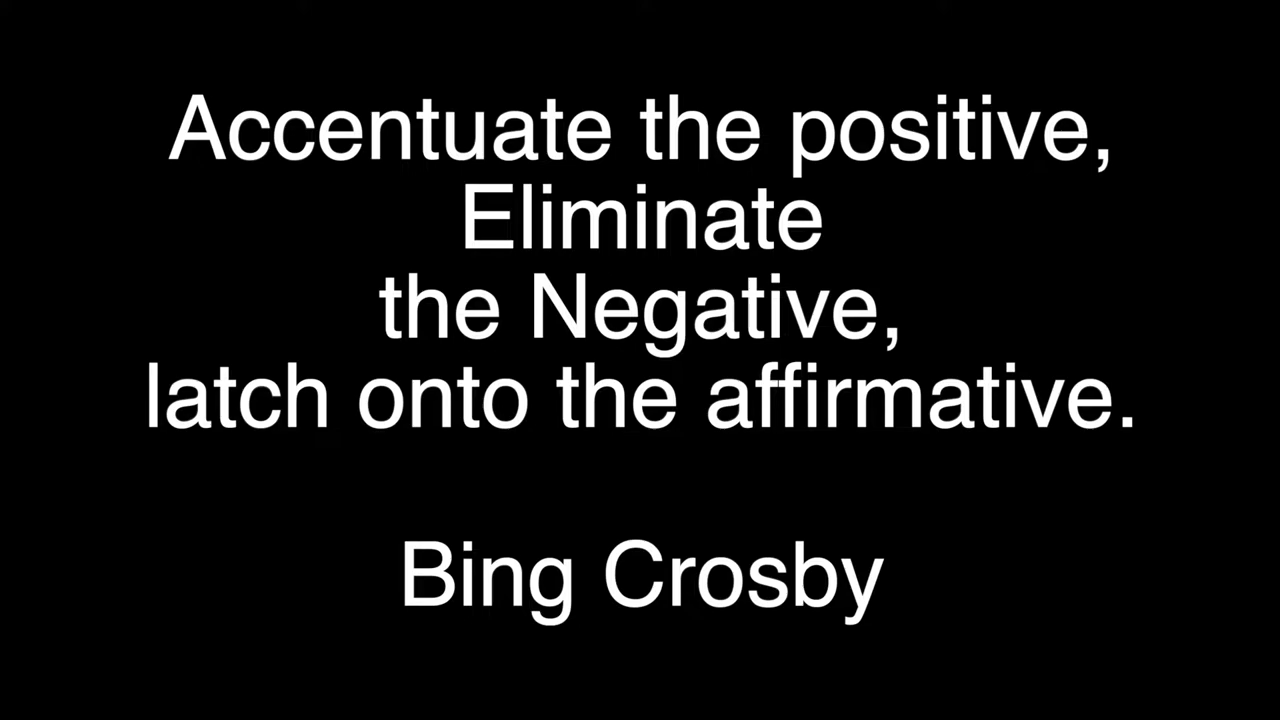 Accentuate the positive,
Eliminate
the Negative,
latch onto the affirmative.
Bing Crosby